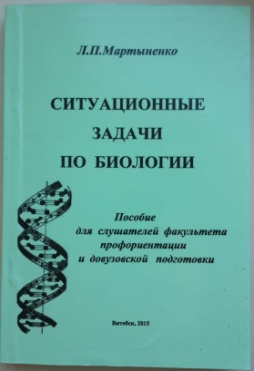 Л.П.Мартыненко
СИТУАЦИОННЫЕ
ЗАДАЧИ
ПО БИОЛОГИИ
Пособие
для слушателей факультета
профориентации
и довузовской подготовки
Витебск, 2015